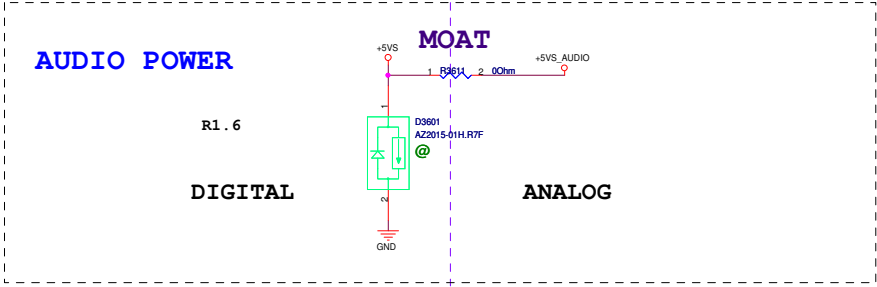 AUDIO POWER
MOAT
+5VS
+5VS_AUDIO
1 R3611 2 0Ohm
1
D3601
AZ2015-01H.R7F
@
R1.6
DIGITAL
ANALOG
2
GND